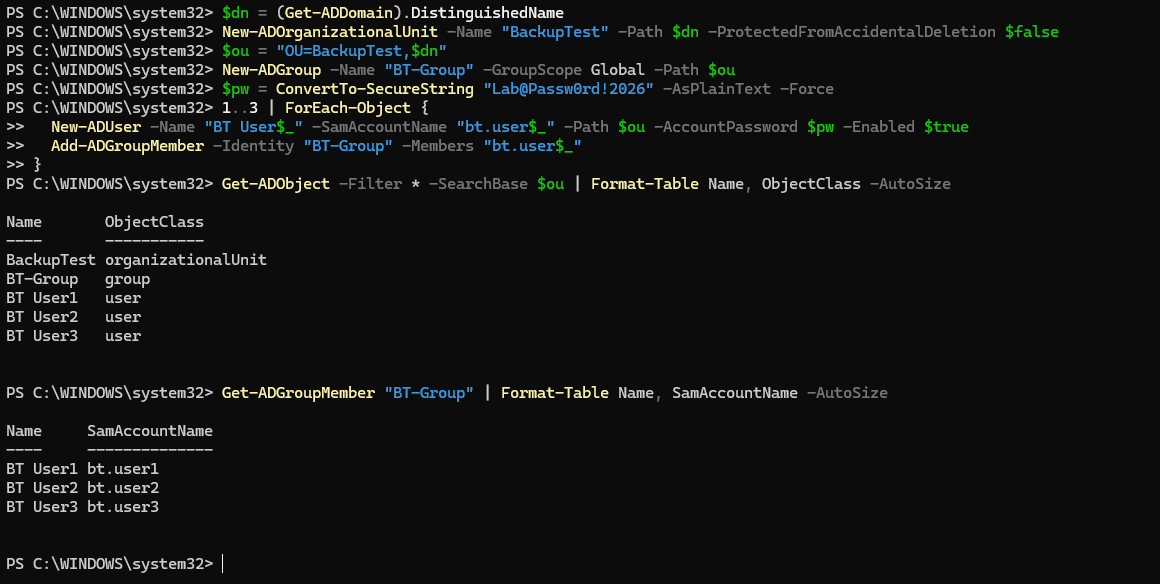 PS C:\WINDOWS\system32> $dn = (Get-ADDomain).DistinguishedName
PS C:\WINDOWS\system32> New-ADOrganizationalUnit -Name "BackupTest" -Path $dn -ProtectedFromAccidentalDeletion $false
PS C:\WINDOWS\system32> $ou = "OU=BackupTest,$dn"
PS C:\WINDOWS\system32> New-ADGroup -Name "BT-Group" -GroupScope Global -Path $ou
PS C:\WINDOWS\system32> $pw = ConvertTo-SecureString "Lab@Passw0rd!2026" -AsPlainText -Force
PS C:\WINDOWS\system32> 1..3 | ForEach-Object {
>>   New-ADUser -Name "BT User$_" -SamAccountName "bt.user$_" -Path $ou -AccountPassword $pw -Enabled $true
>>   Add-ADGroupMember -Identity "BT-Group" -Members "bt.user$_"
>> }
PS C:\WINDOWS\system32> Get-ADObject -Filter * -SearchBase $ou | Format-Table Name, ObjectClass -AutoSize

Name       ObjectClass
----       -----------
BackupTest organizationalUnit
BT-Group   group
BT User1   user
BT User2   user
BT User3   user

PS C:\WINDOWS\system32> Get-ADGroupMember "BT-Group" | Format-Table Name, SamAccountName -AutoSize

Name     SamAccountName
----     --------------
BT User1 bt.user1
BT User2 bt.user2
BT User3 bt.user3

PS C:\WINDOWS\system32>